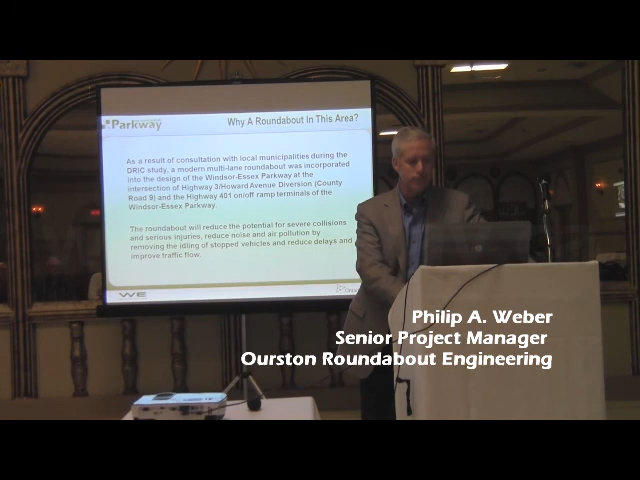 Parkway
Why A Roundabout In This Area?
As a result of consultation with local municipalities during the
DRIC study, a modern multi-lane roundabout was incorporated
into the design of the Windsor-Essex Parkway at the
intersection of Highway 3/Howard Avenue Diversion (County
Road 9) and the Highway 401 on/off ramp terminals of the
Windsor-Essex Parkway.
The roundabout will reduce the potential for severe collisions
and serious injuries, reduce noise and air pollution by
removing the idling of stopped vehicles and reduce delays and
improve traffic flow.
WE
Philip A. Weber
Senior Project Manager
Ourston Roundabout Engineering